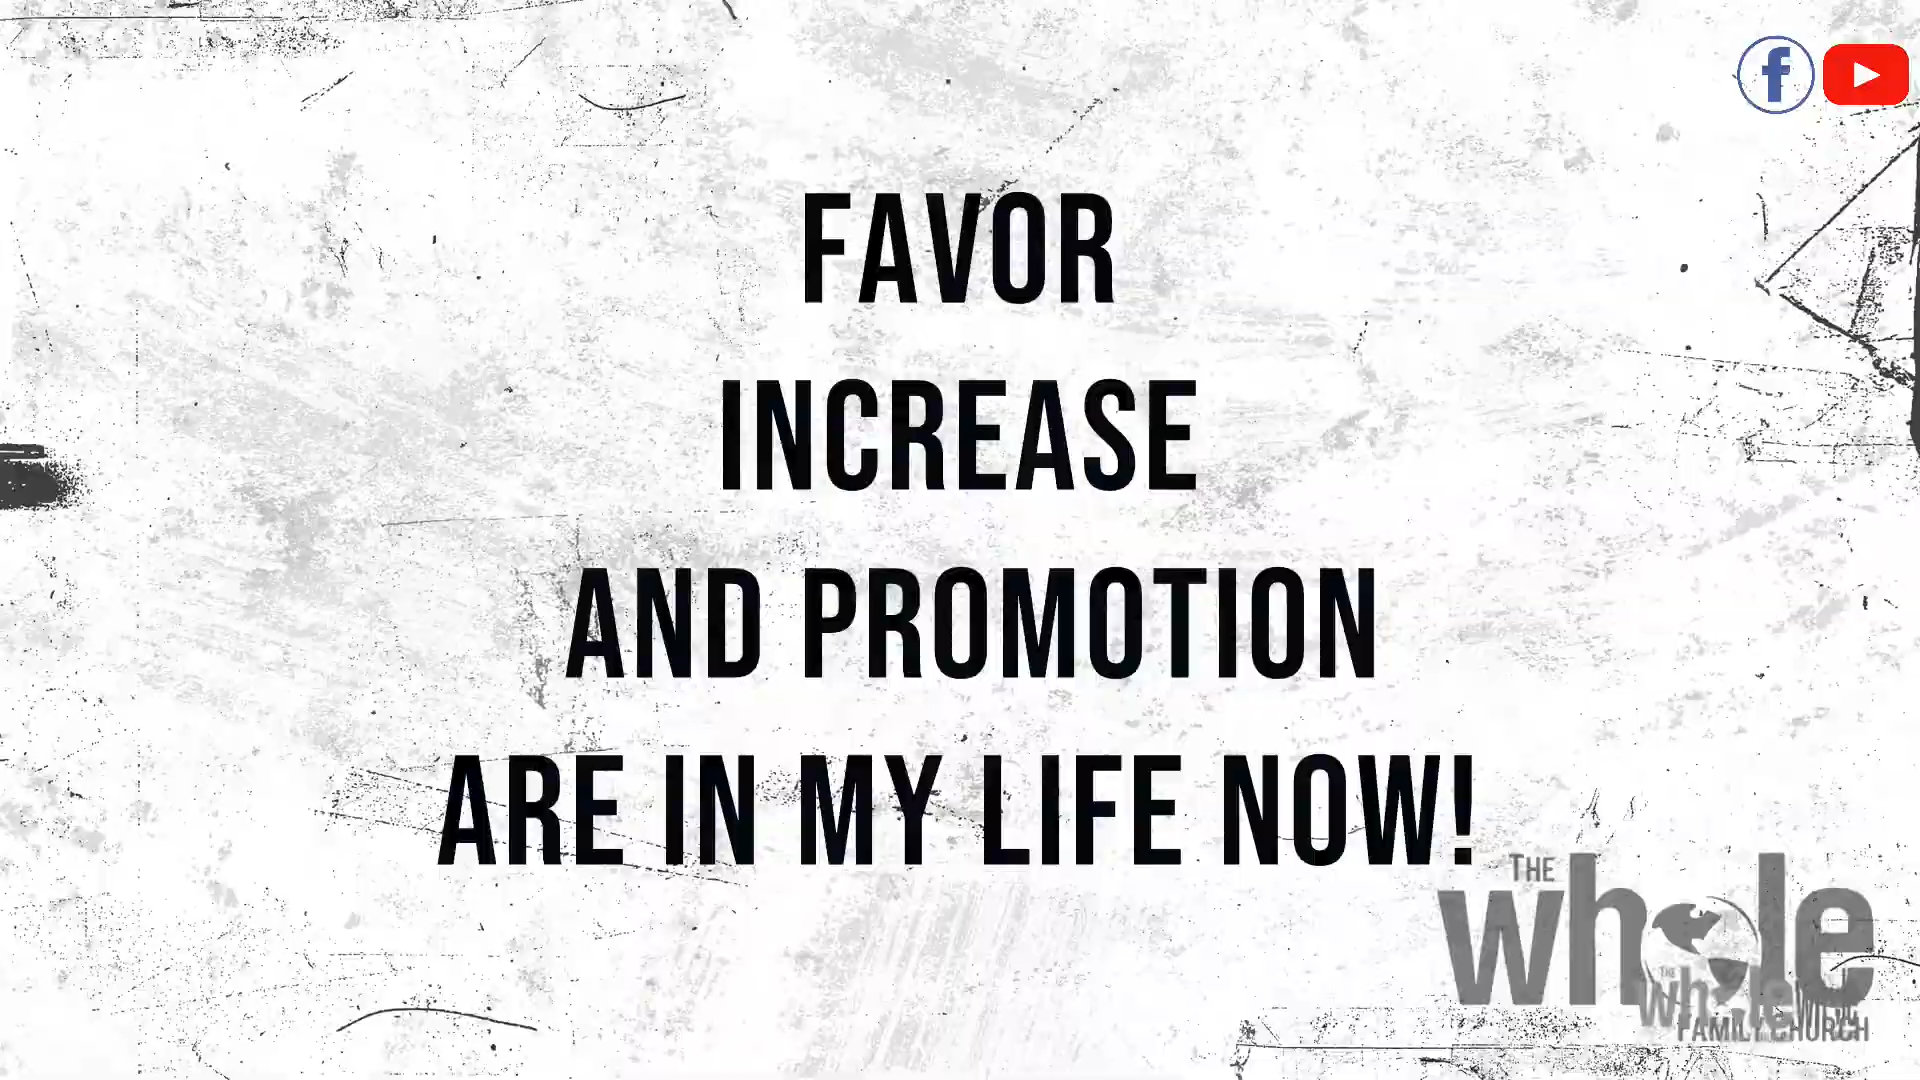 FAVOR
INCREASE
AND PROMOTION
ARE IN MY LIFE NOW!
THE
whole
FAMILY CHURCH